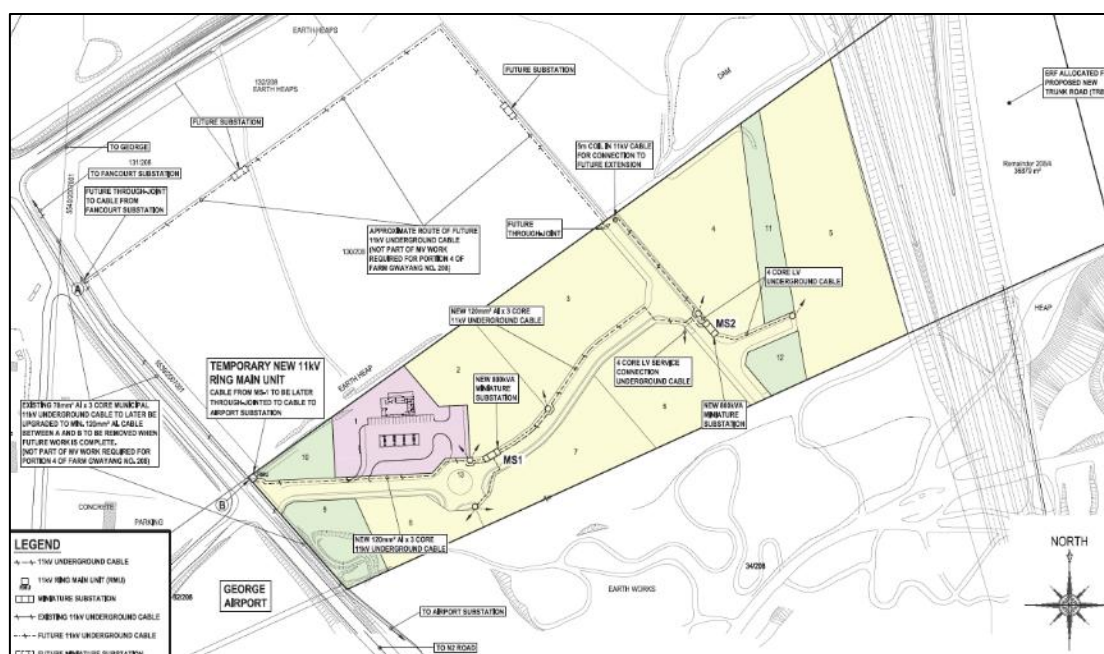 EARTH HEAPS
132/208
EARTH HEAPS
FUTURE SUBSTATION
DAM
ERF ALLOCATED F
PROPOSED NEW
TRUNK ROAD (TR8
FUTURE SUBSTATION
TO GEORGE
131/208
TO FANCOURT SUBSTATION
FUTURE THROUGH-JOINT
TO CABLE FROM
FANCOURT SUBSTATION
5m COIL IN 11kV CABLE
FOR CONNECTION TO
FUTURE EXTENSION
Remainder 208/4
FUTURE
THROUGH-JOINT
APPROXIMATE ROUTE OF FUTURE
11kV UNDERGROUND CABLE
(NOT PART OF MV WORK
REQUIRED FOR PORTION 4 OF
FARM GWAYANG NO. 208)
130/208
4
11
5
A
3
4 CORE LV
UNDERGROUND CABLE
HEAP
NEW 120mm² Al x 3 CORE
11kV UNDERGROUND CABLE
MS2
12
TEMPORARY NEW 11kV
RING MAIN UNIT
CABLE FROM MS-1 TO BE LATER
THROUGH-JOINTED TO CABLE TO
AIRPORT SUBSTATION
EARTH HEAP
2
4 CORE LV SERVICE
CONNECTION
UNDERGROUND CABLE
NEW 800kVA
MINIATURE
SUBSTATION
NEW 800kVA
MINIATURE
SUBSTATION
EXISTING 70mm² Al x 3 CORE MUNICIPAL
11kV UNDERGROUND CABLE TO LATER BE
UPGRADED TO MIN. 120mm² AL CABLE
BETWEEN A AND B TO BE REMOVED WHEN
FUTURE WORK IS COMPLETE.
(NOT PART OF MV WORK REQUIRED FOR
PORTION 4 OF FARM GWAYANG NO. 208)
1
7
10
MS1
B
CONCRETE
PARKING
9
8
NEW 120mm² Al x 3 CORE
11kV UNDERGROUND CABLE
34/208
EARTH WORKS
NORTH
GEORGE
AIRPORT
TO AIRPORT SUBSTATION
TO N2 ROAD
LEGEND
11kV UNDERGROUND CABLE
11kV RING MAIN UNIT (RMU)
MINIATURE SUBSTATION
EXISTING 11kV UNDERGROUND CABLE
FUTURE 11kV UNDERGROUND CABLE
FUTURE MINIATURE SUBSTATION